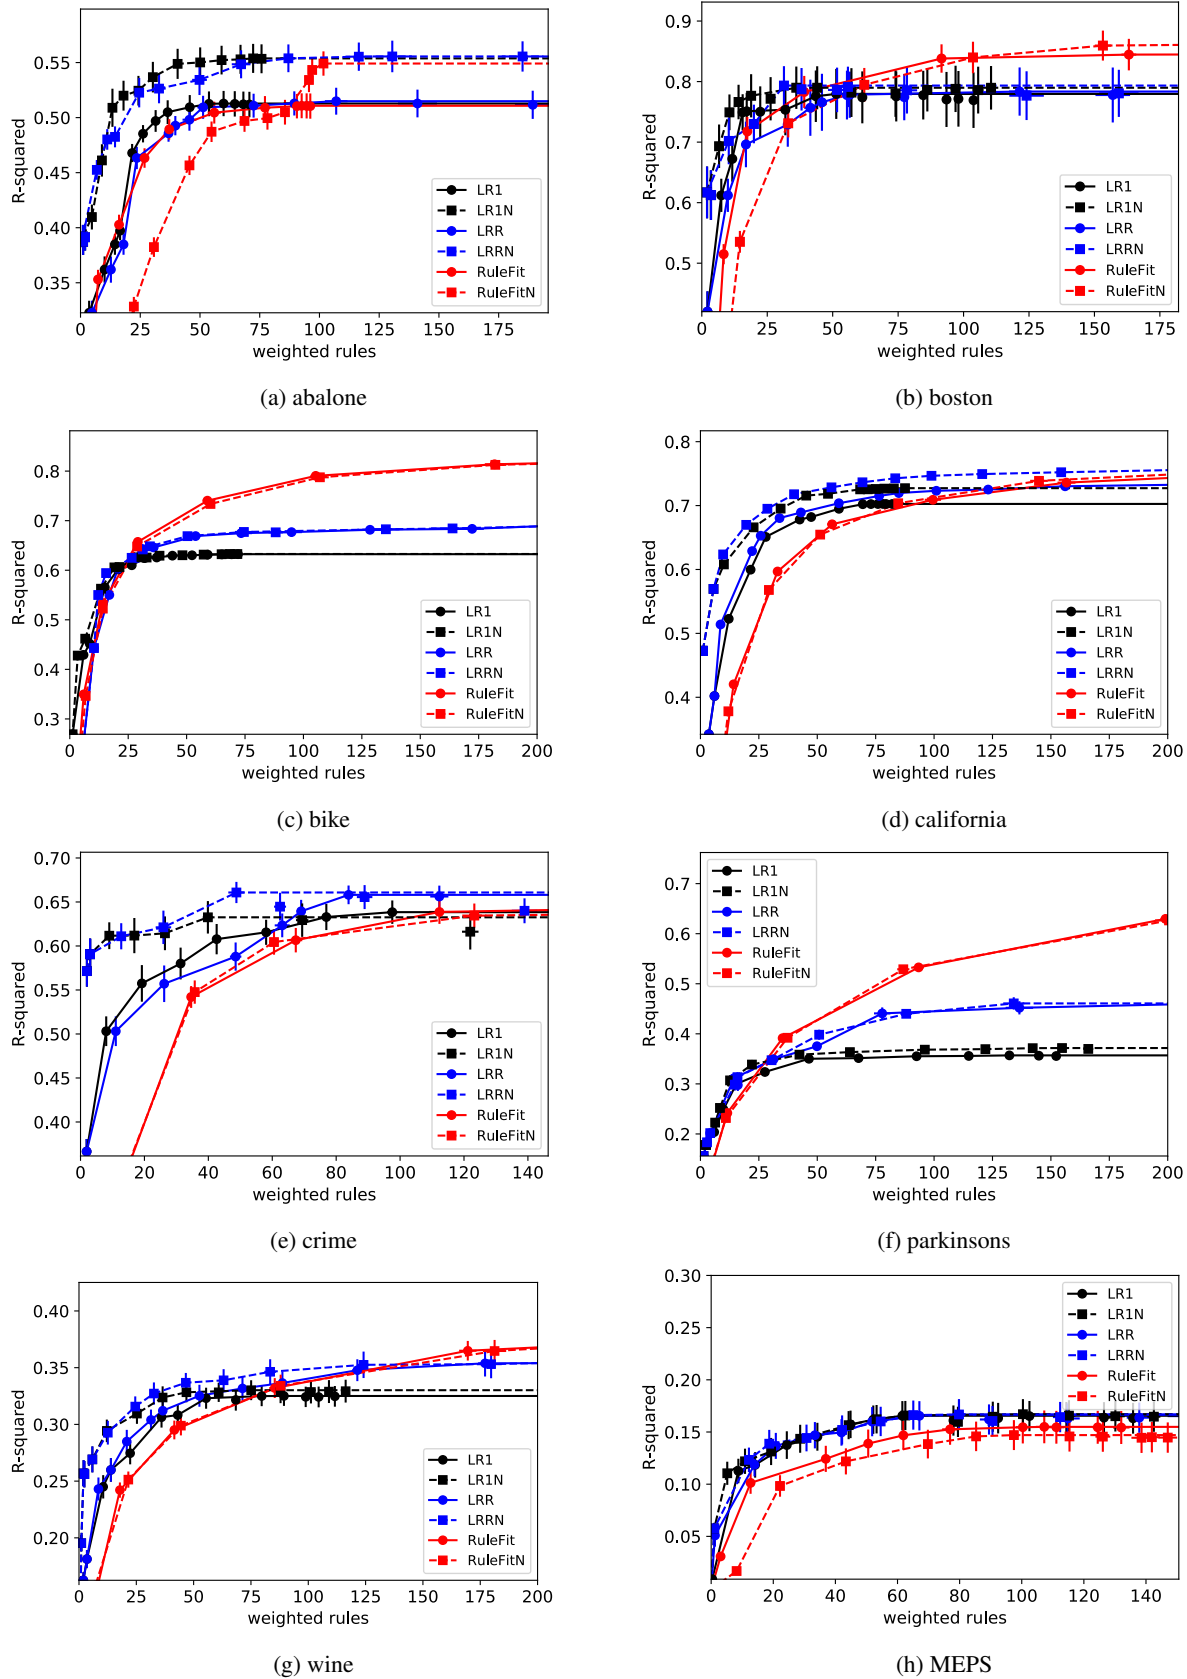 0.55
0.50
0.45
0.40
0.35
R-squared
0 25 50 75 100 125 150 175
weighted rules
LR1
LR1N
LRR
LRRN
RuleFit
RuleFitN
(a) abalone
0.9
0.8
0.7
0.6
0.5
R-squared
0 25 50 75 100 125 150 175
weighted rules
LR1
LR1N
LRR
LRRN
RuleFit
RuleFitN
(b) boston
0.8
0.7
0.6
0.5
0.4
0.3
R-squared
0 25 50 75 100 125 150 175 200
weighted rules
LR1
LR1N
LRR
LRRN
RuleFit
RuleFitN
(c) bike
0.8
0.7
0.6
0.5
0.4
R-squared
0 25 50 75 100 125 150 175 200
weighted rules
LR1
LR1N
LRR
LRRN
RuleFit
RuleFitN
(d) california
0.70
0.65
0.60
0.55
0.50
0.45
0.40
R-squared
0 20 40 60 80 100 120 140
weighted rules
LR1
LR1N
LRR
LRRN
RuleFit
RuleFitN
(e) crime
0.7
0.6
0.5
0.4
0.3
0.2
R-squared
0 25 50 75 100 125 150 175 200
weighted rules
LR1
LR1N
LRR
LRRN
RuleFit
RuleFitN
(f) parkinsons
0.40
0.35
0.30
0.25
0.20
R-squared
0 25 50 75 100 125 150 175 200
weighted rules
LR1
LR1N
LRR
LRRN
RuleFit
RuleFitN
(g) wine
0.30
0.25
0.20
0.15
0.10
0.05
R-squared
0 20 40 60 80 100 120 140
weighted rules
LR1
LR1N
LRR
LRRN
RuleFit
RuleFitN
(h) MEPS